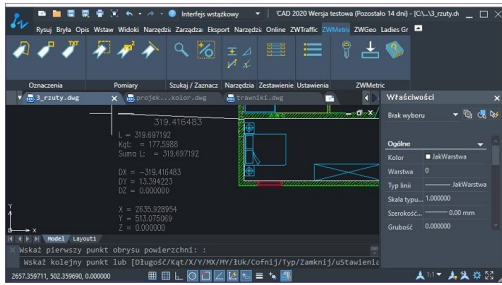 Interfejs wstążkowy
CAD 2020 Wersja testowa (Pozostało 14 dni) - [C:\...\3_rzuty.dw
Rysuj Bryła Opis Wstaw Widoki Narzędzi Zarządzaj Eksport Narzędzia Online ZWTraffic ZWMetric ZWGeo Ladies Gr
Oznaczenia Pomiary Szukaj / Zaznacz Narzędzia Zestawienie Ustawienia ZWMetric
3_rzuty.dwg projek...kolor.dwg trawniki.dwg
Właściwości
Brak wyboru
Ogólne
Kolor JakWarstwa
Warstwa 0
Typ linii JakWarstwa
Skala typu... 1.000000
Szerokość... 0.00 mm
Grubość 0.000000
319.416483
L = 319.697192
Kąt: = 177.5988
Suma L: = 319.697192
DX = -319.416483
DY = 13.394223
DZ = 0.000000
X = 2635.928954
Y = 513.075069
Z = 0.000000
Y
X
Model Layout1
Wskaż pierwszy punkt obrysu powierzchni: :
Wskaż kolejny punkt lub [Długość/Kąt/X/Y/MX/MY/łUk/Cofnij/Typ/Zamknij/uStawienia
2657.359711, 502.359690, 0.000000
1:1